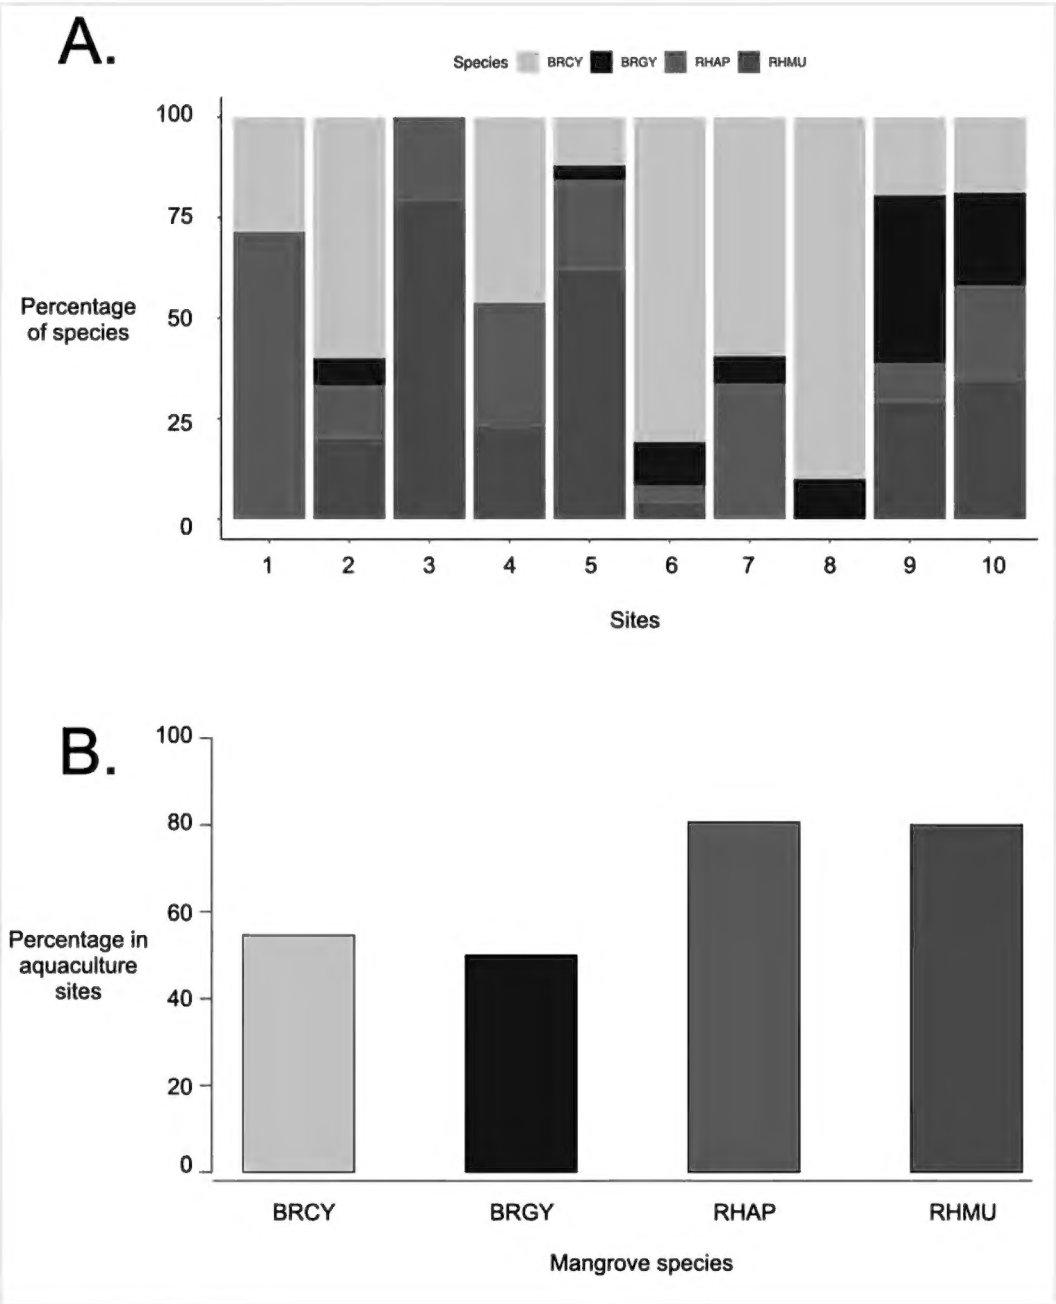 A.
Species BRCY BRGY RHAP RHMU
100
75
Percentage
of species
50
25
0
1 2 3 4 5 6 7 8 9 10
Sites
B.
100
80
60
Percentage in
aquaculture
sites
40
20
0
BRCY BRGY RHAP RHMU
Mangrove species